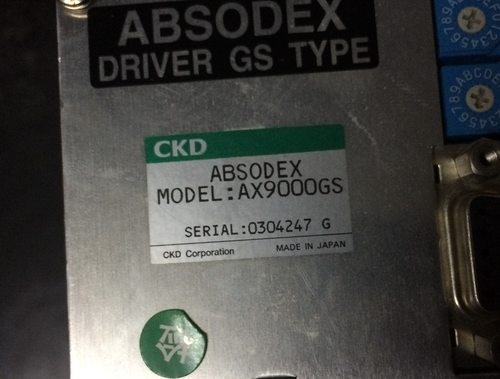 ABSODEX
DRIVER GS TYPE
CKD
ABSODEX
MODEL:AX9000GS
SERIAL:0304247 G
CKD Corporation MADE IN JAPAN